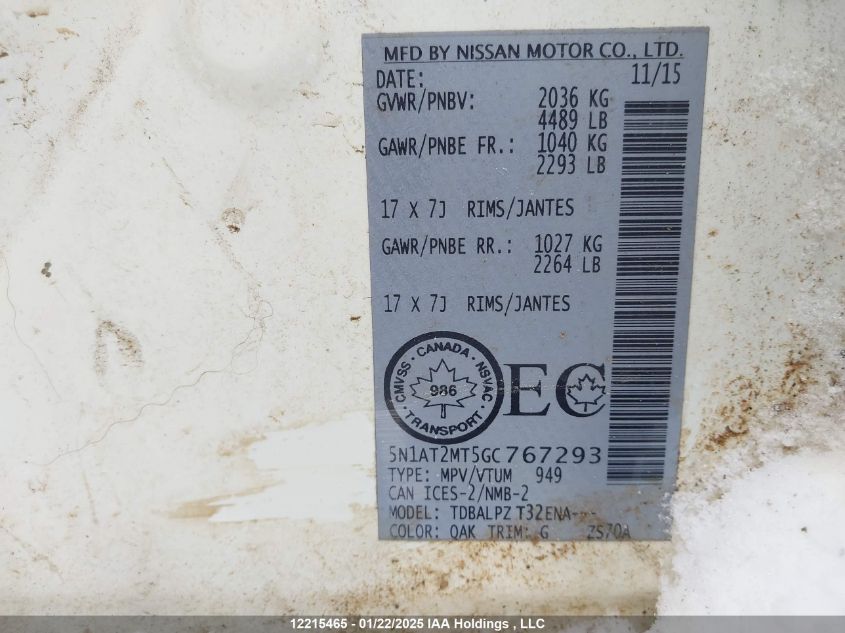 MFD BY NISSAN MOTOR CO., LTD.
DATE: 11/15
GVWR/PNBV: 2036 KG
4489 LB
GAWR/PNBE FR.: 1040 KG
2293 LB
17 X 7J RIMS/JANTES
GAWR/PNBE RR.: 1027 KG
2264 LB
17 X 7J RIMS/JANTES
CMVSS · CANADA · NSVAC
986
TRANSPORT
EC
5N1AT2MT5GC767293
TYPE: MPV/VTUM 949
CAN ICES-2/NMB-2
MODEL: TDBALPZ T32ENA---
COLOR: QAK TRIM: G ZS70A
12215465 - 01/22/2025 IAA Holdings , LLC